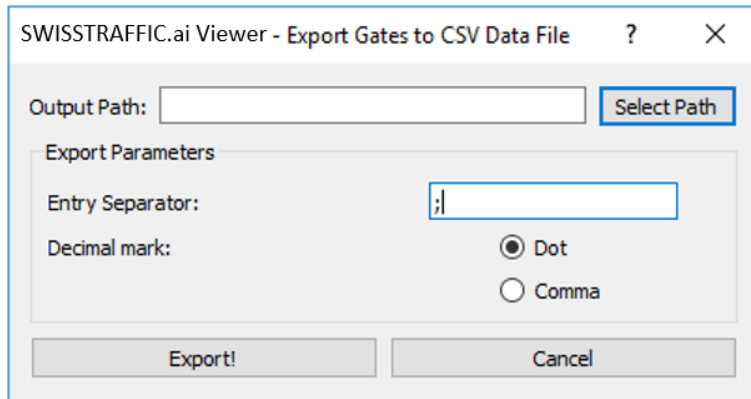 SWISSTRAFFIC.ai Viewer - Export Gates to CSV Data File ? ×
Output Path: Select Path
Export Parameters
Entry Separator: ;
Decimal mark: Dot
Comma
Export! Cancel